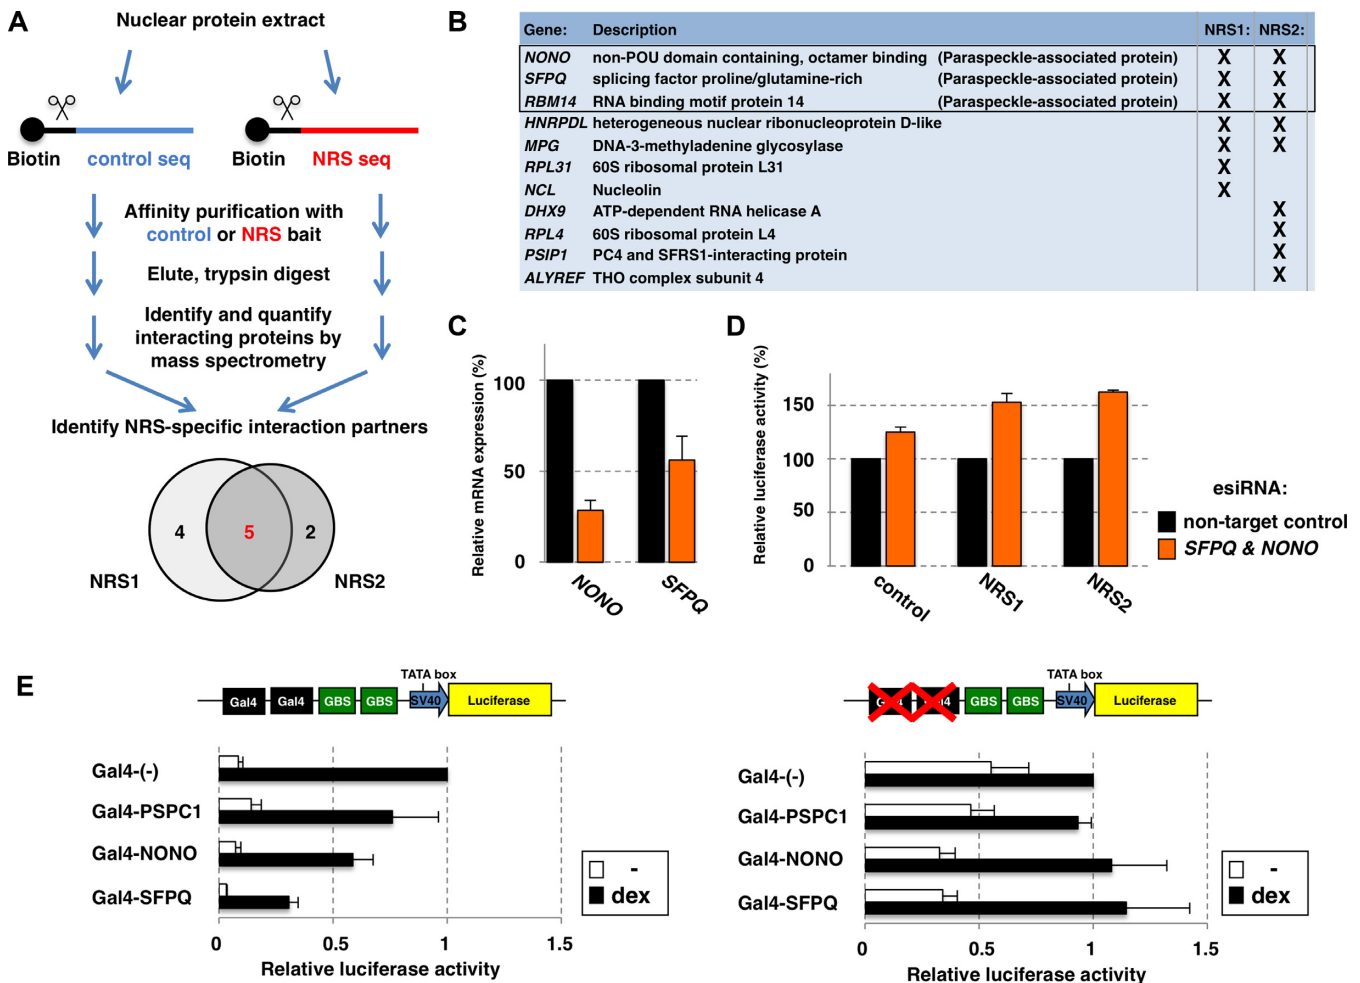 A
Nuclear protein extract
Biotin control seq
Biotin NRS seq
Affinity purification with
control or NRS bait
Elute, trypsin digest
Identify and quantify
interacting proteins by
mass spectrometry
Identify NRS-specific interaction partners
4 5 2
NRS1 NRS2
B
Gene: Description NRS1: NRS2:
NONO non-POU domain containing, octamer binding (Paraspeckle-associated protein) X X
SFPQ splicing factor proline/glutamine-rich (Paraspeckle-associated protein) X X
RBM14 RNA binding motif protein 14 (Paraspeckle-associated protein) X X
HNRPDL heterogeneous nuclear ribonucleoprotein D-like X X
MPG DNA-3-methyladenine glycosylase X X
RPL31 60S ribosomal protein L31 X
NCL Nucleolin X
DHX9 ATP-dependent RNA helicase A X
RPL4 60S ribosomal protein L4 X
PSIP1 PC4 and SFRS1-interacting protein X
ALYREF THO complex subunit 4 X
C
Relative mRNA expression (%)
100
50
0
NONO SFPQ
D
Relative luciferase activity (%)
150
100
50
0
control NRS1 NRS2
esiRNA:
non-target control
SFPQ & NONO
E
TATA box
Gal4 Gal4 GBS GBS SV40 Luciferase
Gal4-(-)
Gal4-PSPC1
Gal4-NONO
Gal4-SFPQ
-
dex
0 0.5 1 1.5
Relative luciferase activity
TATA box
Gal4 Gal4 GBS GBS SV40 Luciferase
Gal4-(-)
Gal4-PSPC1
Gal4-NONO
Gal4-SFPQ
-
dex
0 0.5 1 1.5
Relative luciferase activity